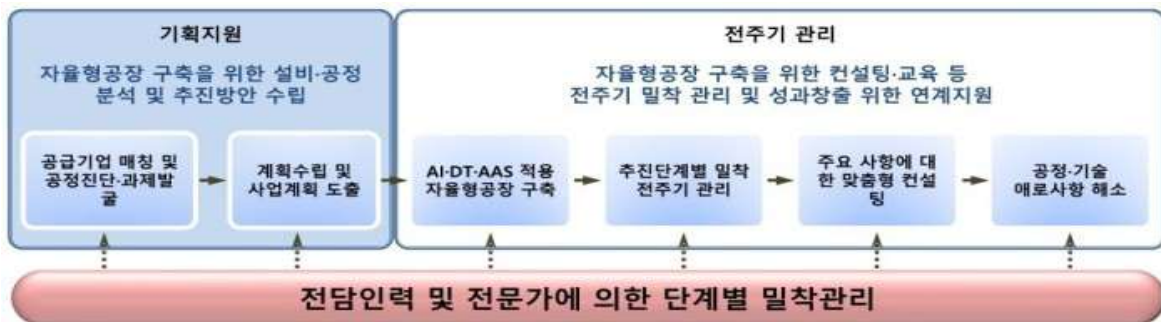 기획지원
자율형공장 구축을 위한 설비·공정
분석 및 추진방안 수립
공급기업 매칭 및
공정진단·과제발
굴
계획수립 및
사업계획 도출
전주기 관리
자율형공장 구축을 위한 컨설팅·교육 등
전주기 밀착 관리 및 성과창출 위한 연계지원
AI·DT·AAS 적용
자율형공장 구축
추진단계별 밀착
전주기 관리
주요 사항에 대
한 맞춤형 컨설
팅
공정·기술
애로사항 해소
전담인력 및 전문가에 의한 단계별 밀착관리